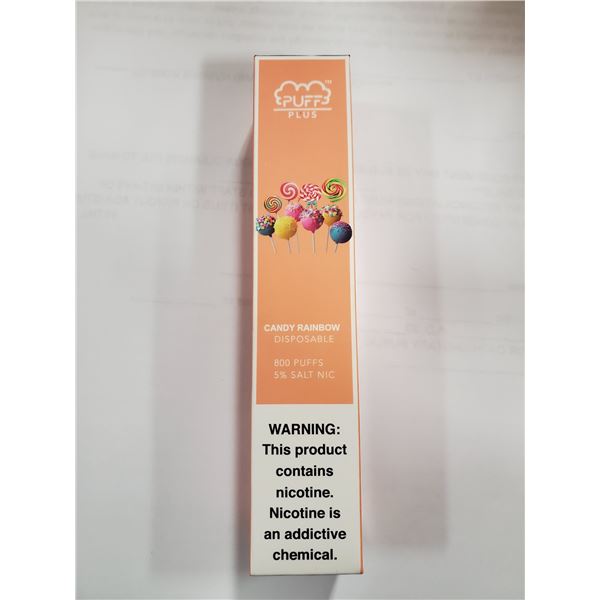 PUFF™
PLUS
CANDY RAINBOW
DISPOSABLE
800 PUFFS
5% SALT NIC
WARNING:
This product
contains
nicotine.
Nicotine is
an addictive
chemical.